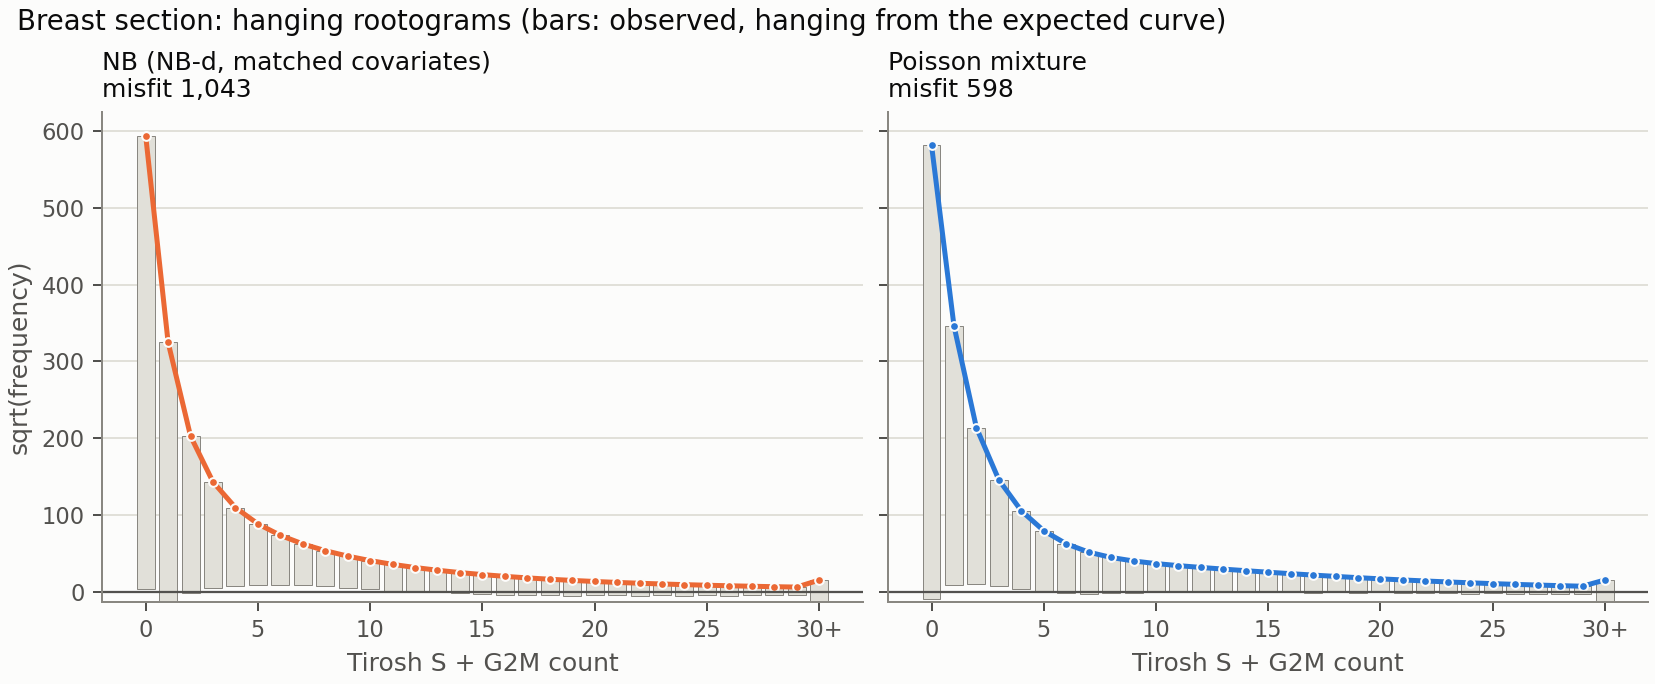 Breast section: hanging rootograms (bars: observed, hanging from the expected curve)
NB (NB-d, matched covariates)
misfit 1,043
Poisson mixture
misfit 598
sqrt(frequency)
600
500
400
300
200
100
0
0 5 10 15 20 25 30+
0 5 10 15 20 25 30+
Tirosh S + G2M count
Tirosh S + G2M count